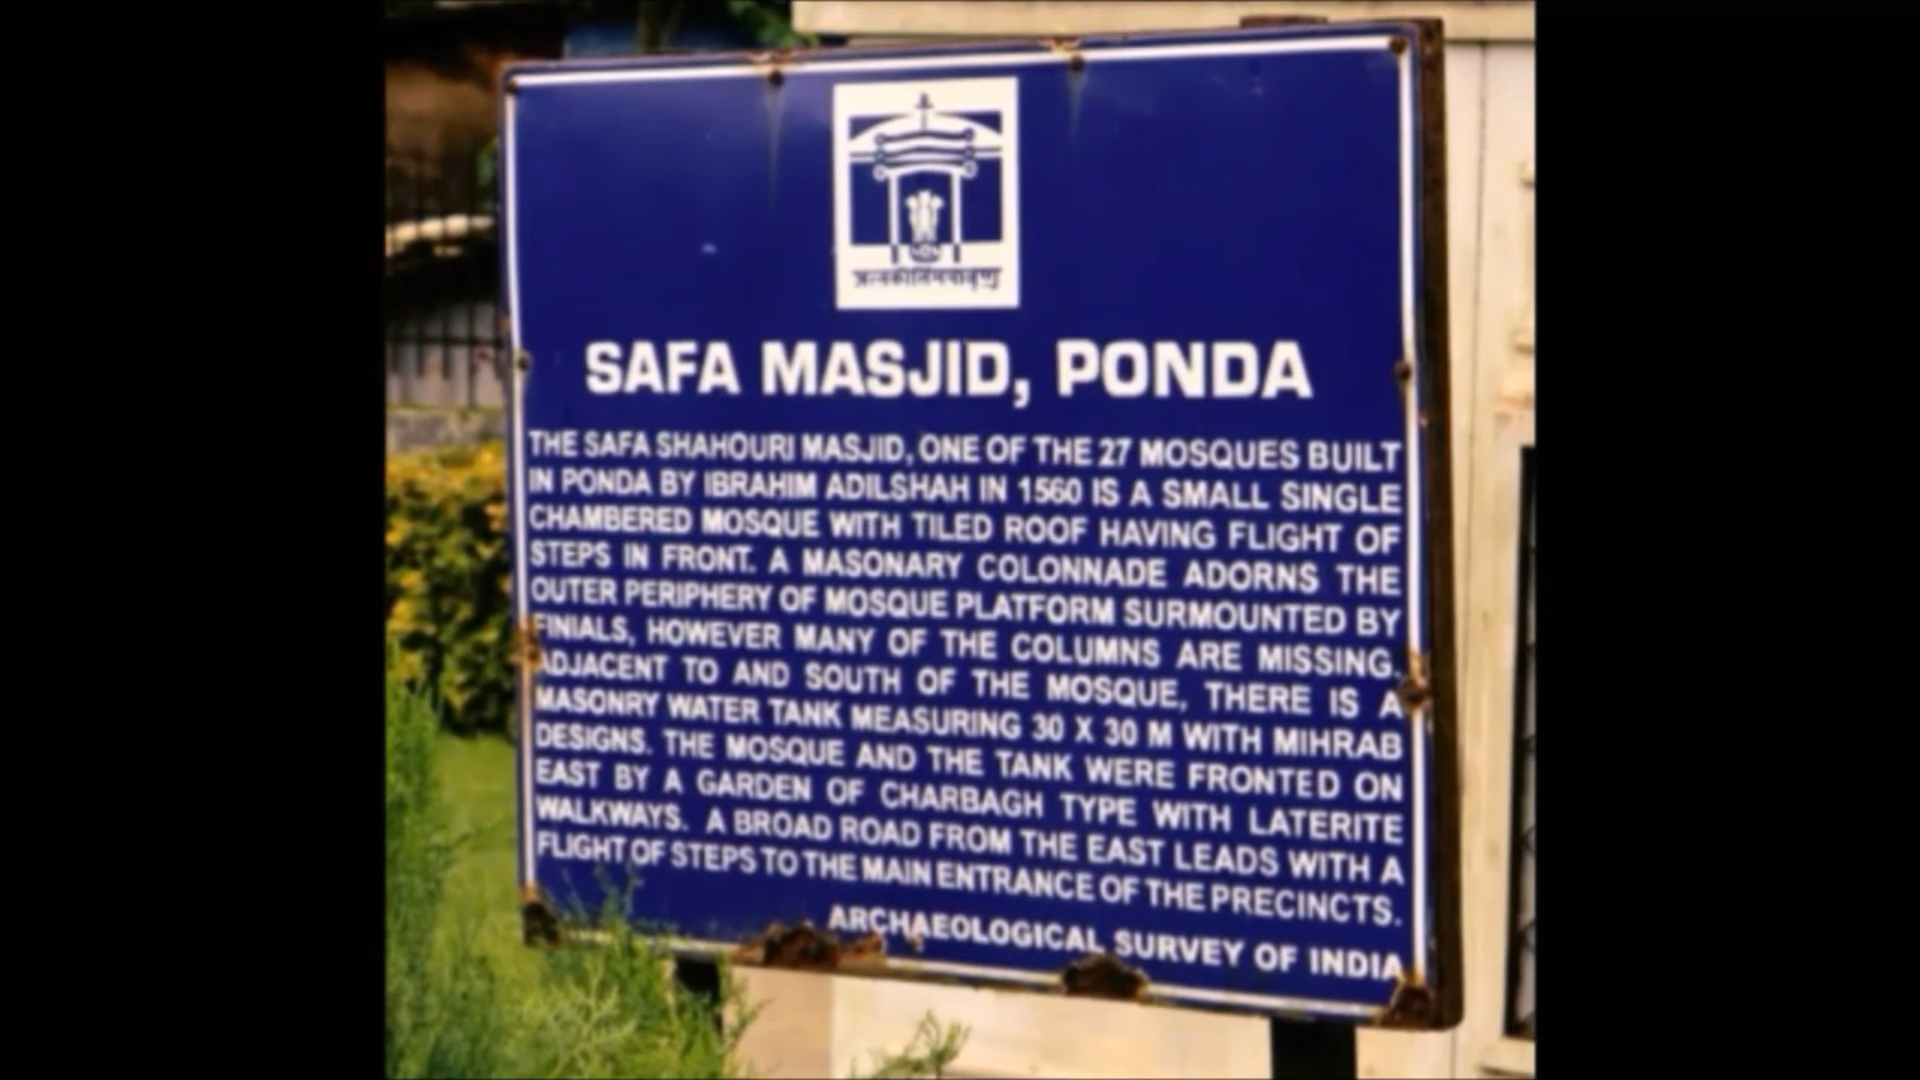 प्रत्नकीर्तिमपावृणु
SAFA MASJID, PONDA
THE SAFA SHAHOURI MASJID, ONE OF THE 27 MOSQUES BUILT
IN PONDA BY IBRAHIM ADILSHAH IN 1560 IS A SMALL SINGLE
CHAMBERED MOSQUE WITH TILED ROOF HAVING FLIGHT OF
STEPS IN FRONT. A MASONARY COLONNADE ADORNS THE
OUTER PERIPHERY OF MOSQUE PLATFORM SURMOUNTED BY
FINIALS, HOWEVER MANY OF THE COLUMNS ARE MISSING.
ADJACENT TO AND SOUTH OF THE MOSQUE, THERE IS A
MASONRY WATER TANK MEASURING 30 X 30 M WITH MIHRAB
DESIGNS. THE MOSQUE AND THE TANK WERE FRONTED ON
EAST BY A GARDEN OF CHARBAGH TYPE WITH LATERITE
WALKWAYS. A BROAD ROAD FROM THE EAST LEADS WITH A
FLIGHT OF STEPS TO THE MAIN ENTRANCE OF THE PRECINCTS.
ARCHAEOLOGICAL SURVEY OF INDIA